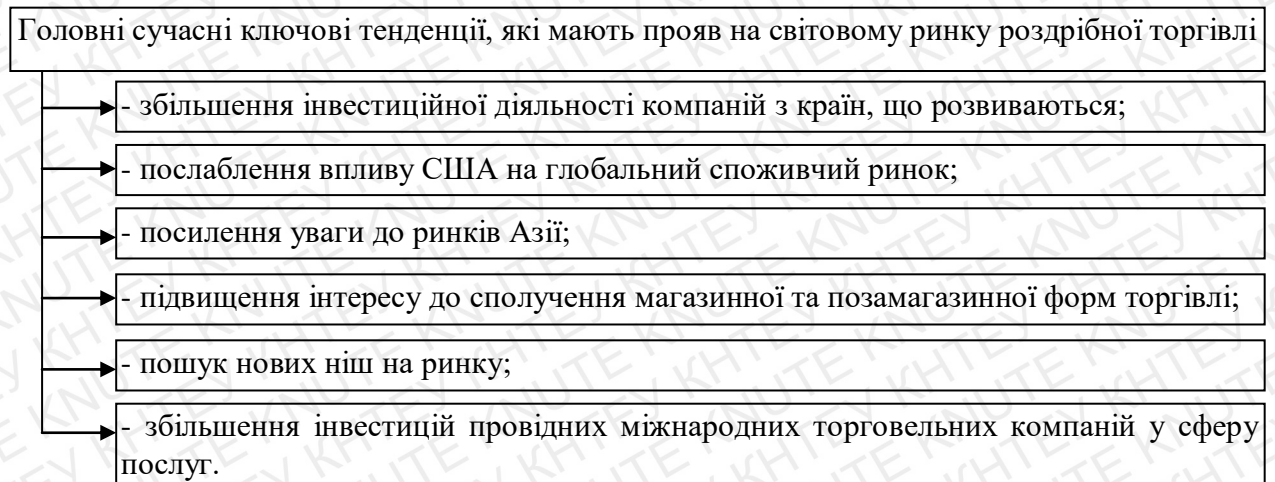 Головні сучасні ключові тенденції, які мають прояв на світовому ринку роздрібної торгівлі
- збільшення інвестиційної діяльності компаній з країн, що розвиваються;
- послаблення впливу США на глобальний споживчий ринок;
- посилення уваги до ринків Азії;
- підвищення інтересу до сполучення магазинної та позамагазинної форм торгівлі;
- пошук нових ніш на ринку;
- збільшення інвестицій провідних міжнародних торговельних компаній у сферу
послуг.